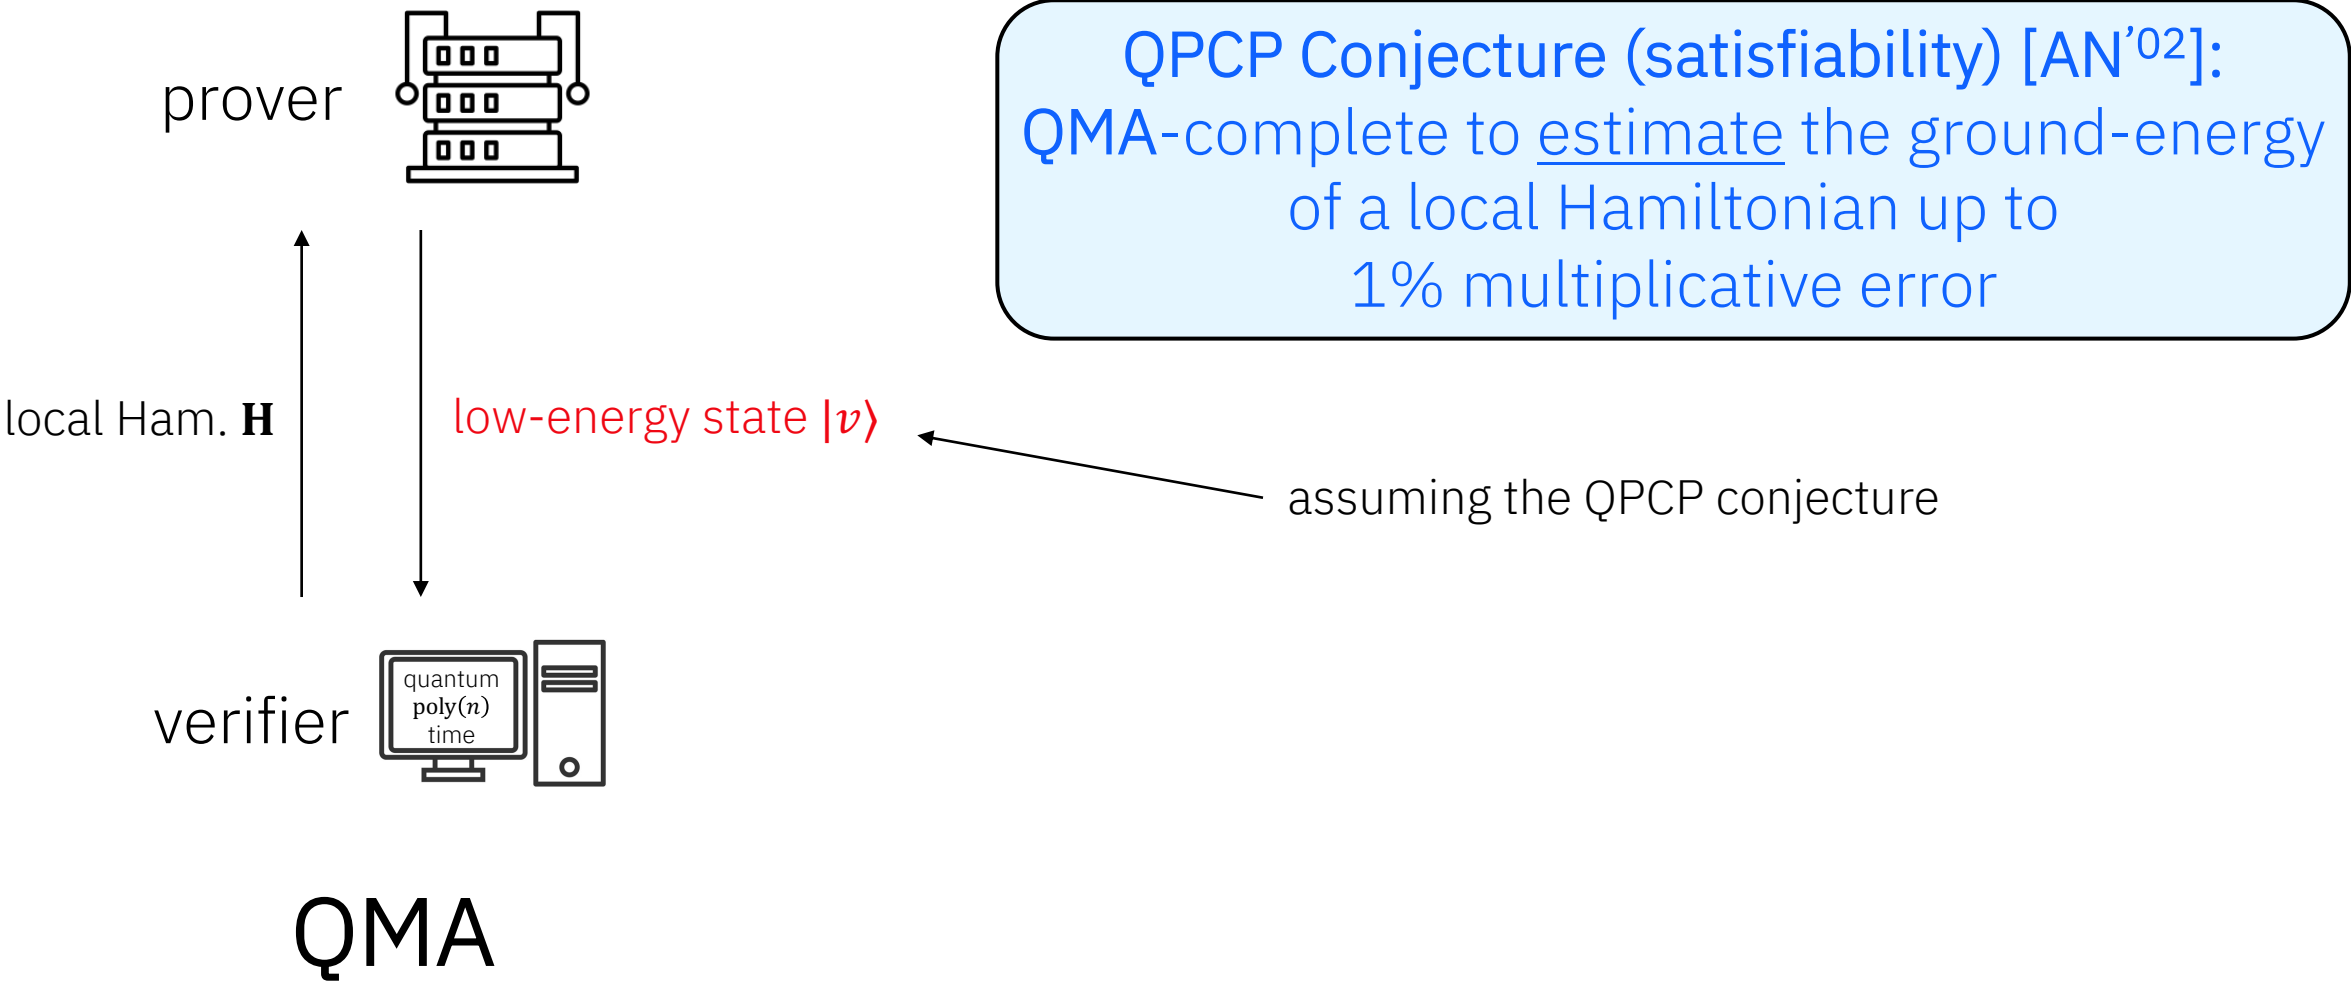 prover
QPCP Conjecture (satisfiability) [AN’02]:
QMA-complete to estimate the ground-energy
of a local Hamiltonian up to
1% multiplicative error
local Ham. H
low-energy state |v⟩
assuming the QPCP conjecture
verifier
quantum
poly(n)
time
QMA